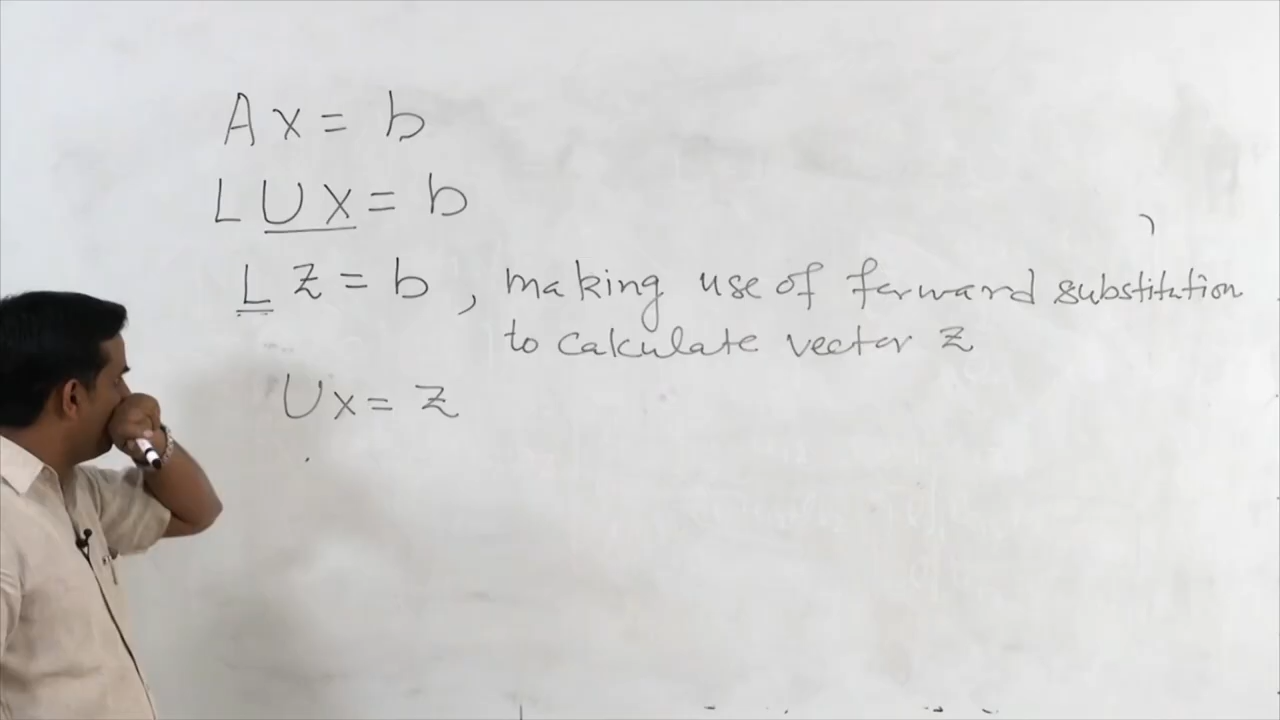 Ax = b
LUx = b
Lz = b , making use of forward substitution
to calculate vector z
Ux = z